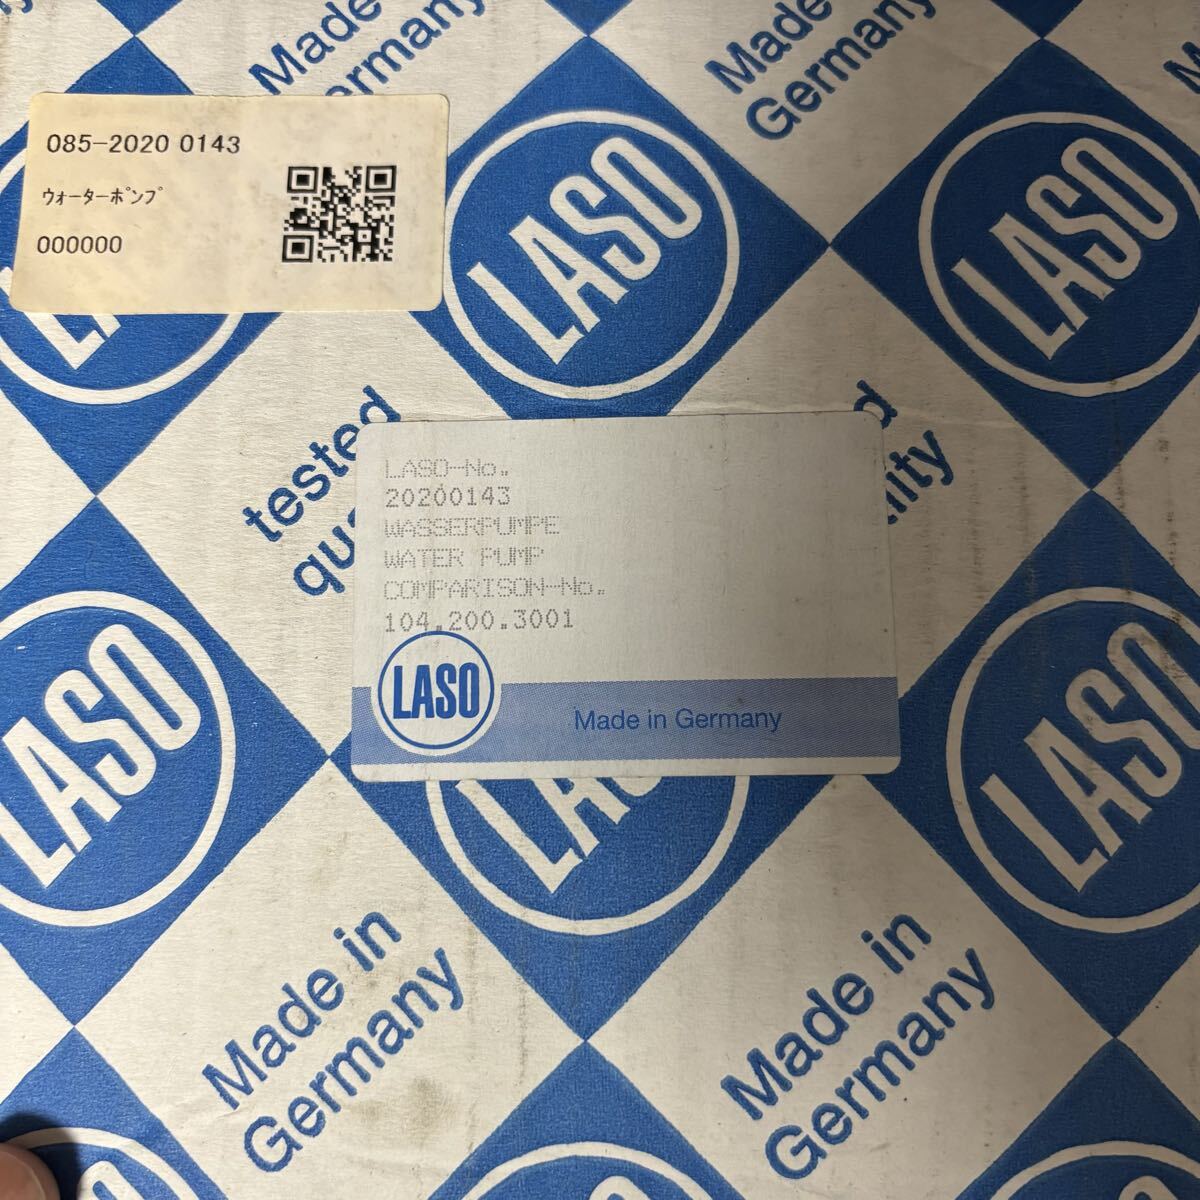 Made
Germany
Made
Germany
Made
085-2020 0143
ウォーターポンプ
000000
LASO
LASO
tested
LASO-No.
20200143
WASSERPUMPE
WATER PUMP
COMPARISON-No.
104.200.3001
LASO
Made in Germany
LASO
LASO
Made in
Germany
Made in
Germany
LASO
LASO